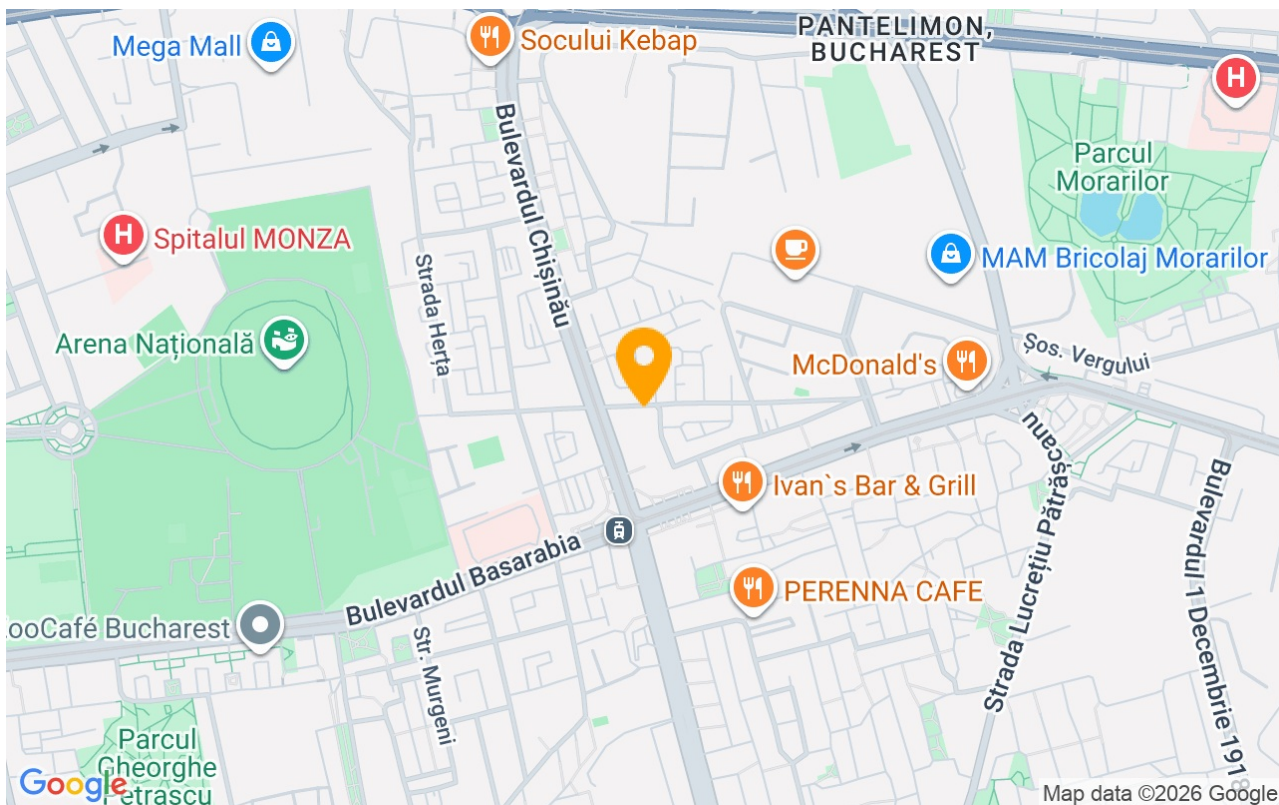 PANTELIMON,
BUCHAREST
Mega Mall
Socului Kebap
H
Bulevardul Chișinău
Parcul
Morarilor
H
Spitalul MONZA
Strada Herța
MAM Bricolaj Morarilor
Arena Națională
Șos. Vergului
McDonald's
Strada Lucrețiu Pătrășcanu
Ivan`s Bar & Grill
Bulevardul Basarabia
Bulevardul 1 Decembrie 1918
PERENNA CAFE
ooCafé Bucharest
Str. Murgeni
Parcul
Gheorghe
Petrascu
Google
Map data ©2026 Google